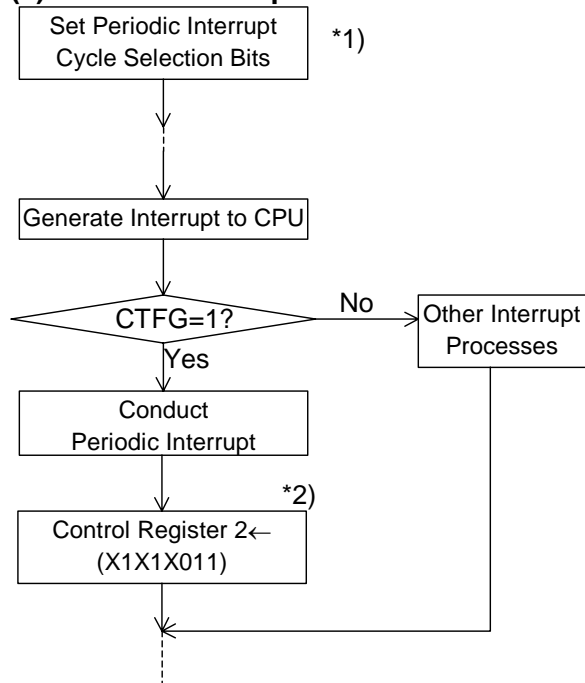 Set Periodic Interrupt
Cycle Selection Bits
*1)
Generate Interrupt to CPU
CTFG=1?
No
Other Interrupt
Processes
Yes
Conduct
Periodic Interrupt
*2)
Control Register 2←
(X1X1X011)